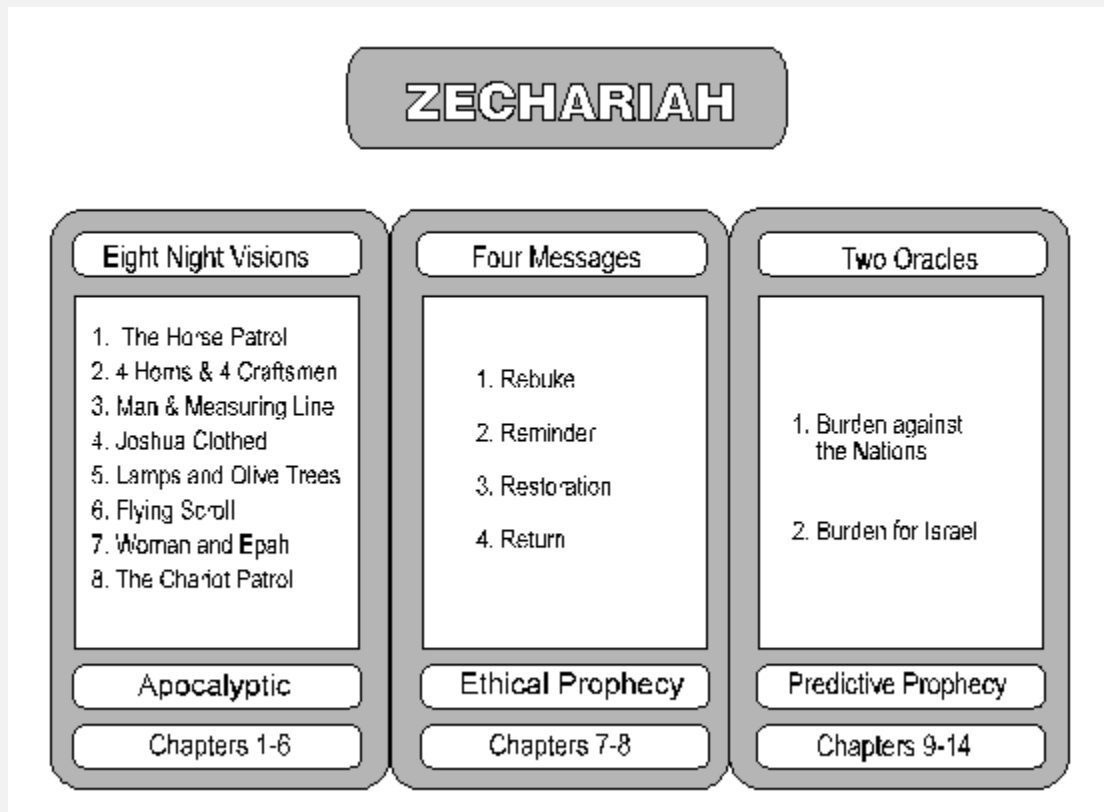 ZECHARIAH
Eight Night Visions
1. The Horse Patrol
2. 4 Horns & 4 Craftsmen
3. Man & Measuring Line
4. Joshua Clothed
5. Lamps and Olive Trees
6. Flying Scroll
7. Woman and Epah
8. The Chariot Patrol
Apocalyptic
Chapters 1-6
Four Messages
1. Rebuke
2. Reminder
3. Restoration
4. Return
Ethical Prophecy
Chapters 7-8
Two Oracles
1. Burden against
the Nations
2. Burden for Israel
Predictive Prophecy
Chapters 9-14